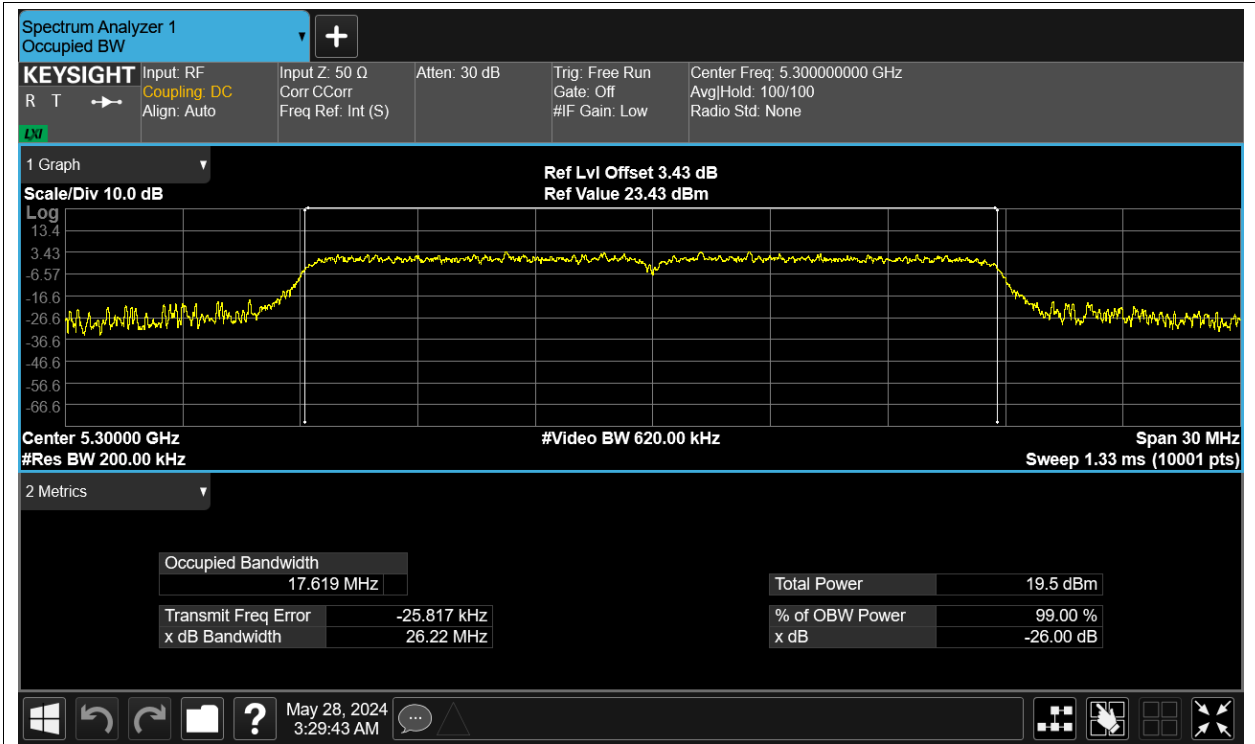 Spectrum Analyzer 1
Occupied BW
KEYSIGHT
R T
LXI
Input: RF
Coupling: DC
Align: Auto
Input Z: 50 Ω
Corr CCorr
Freq Ref: Int (S)
Atten: 30 dB
Trig: Free Run
Gate: Off
#IF Gain: Low
Center Freq: 5.300000000 GHz
Avg|Hold: 100/100
Radio Std: None
1 Graph
Scale/Div 10.0 dB
Ref Lvl Offset 3.43 dB
Ref Value 23.43 dBm
Log
13.4
3.43
-6.57
-16.6
-26.6
-36.6
-46.6
-56.6
-66.6
Center 5.30000 GHz
#Video BW 620.00 kHz
Span 30 MHz
#Res BW 200.00 kHz
Sweep 1.33 ms (10001 pts)
2 Metrics
Occupied Bandwidth
17.619 MHz
Total Power 19.5 dBm
Transmit Freq Error -25.817 kHz
% of OBW Power 99.00 %
x dB Bandwidth 26.22 MHz
x dB -26.00 dB
?
May 28, 2024
3:29:43 AM